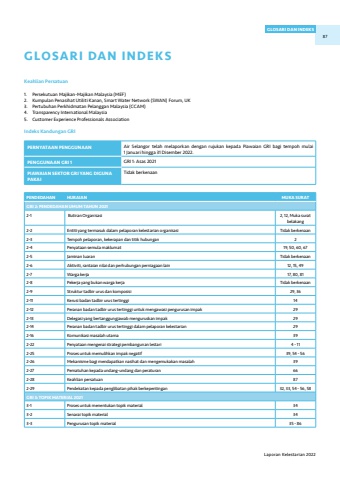 GLOSARI DAN INDEKS
87
GLOSARI DAN INDEKS
Keahlian Persatuan
1. Persekutuan Majikan-Majikan Malaysia (MEF)
2. Kumpulan Penasihat Utiliti Kanan, Smart Water Network (SWAN) Forum, UK
3. Pertubuhan Perkhidmatan Pelanggan Malaysia (CCAM)
4. Transparency International Malaysia
5. Customer Experience Professionals Association
Indeks Kandungan GRI
PERNYATAAN PENGGUNAAN Air Selangor telah melaporkan dengan rujukan kepada Piawaian GRI bagi tempoh mulai
1 Januari hingga 31 Disember 2022.
PENGGUNAAN GRI 1 GRI 1: Asas 2021
PIAWAIAN SEKTOR GRI YANG DIGUNA
PAKAI Tidak berkenaan
PENDEDAHAN HURAIAN MUKA SURAT
GRI 2: PENDEDAHAN UMUM TAHUN 2021
2-1 Butiran Organisasi 2, 12, Muka surat
belakang
2-2 Entiti yang termasuk dalam pelaporan kelestarian organisasi Tidak berkenaan
2-3 Tempoh pelaporan, kekerapan dan titik hubungan 2
2-4 Penyataan semula maklumat 19, 50, 60, 67
2-5 Jaminan luaran Tidak berkenaan
2-6 Aktiviti, rantaian nilai dan perhubungan perniagaan lain 12, 15, 49
2-7 Warga kerja 17, 80, 81
2-8 Pekerja yang bukan warga kerja Tidak berkenaan
2-9 Struktur tadbir urus dan komposisi 29, 36
2-11 Kerusi badan tadbir urus tertinggi 14
2-12 Peranan badan tadbir urus tertinggi untuk mengawasi pengurusan impak 29
2-13 Delegasi yang bertanggungjawab menguruskan impak 29
2-14 Peranan badan tadbir urus tertinggi dalam pelaporan kelestarian 29
2-16 Komunikasi masalah utama 39
2-22 Penyataan mengenai strategi pembangunan lestari 4 - 11
2-25 Proses untuk memulihkan impak negatif 39, 54 - 56
2-26 Mekanisme bagi mendapatkan nasihat dan mengemukakan masalah 39
2-27 Pematuhan kepada undang-undang dan peraturan 66
2-28 Keahlian persatuan 87
2-29 Pendekatan kepada penglibatan pihak berkepentingan 32, 54, 54 - 56, 58
GRI 3: TOPIK MATERIAL 2021
3-1 Proses untuk menentukan topik material 34
3-2 Senarai topik material 34
3-3 Pengurusan topik material 35 - 86
Laporan Kelestarian 2022